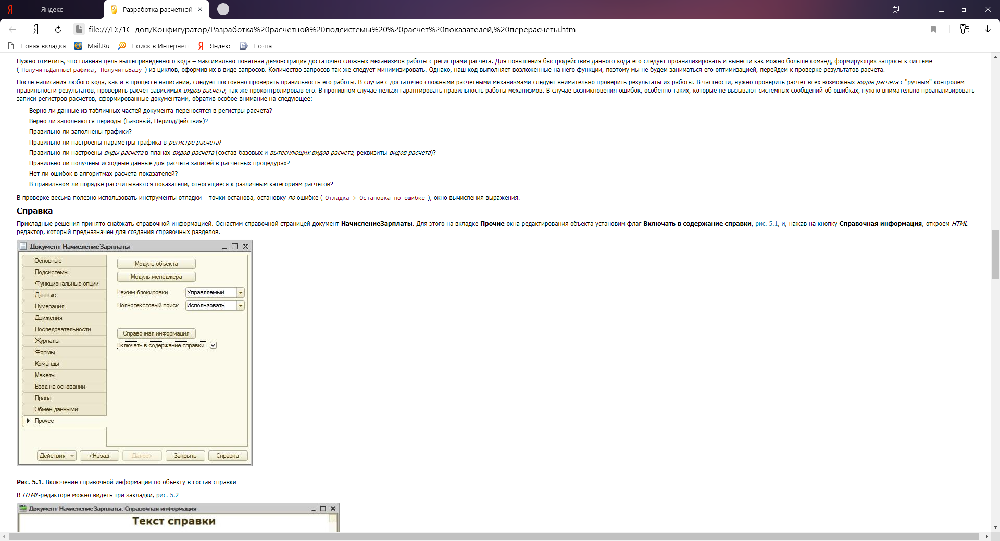 Яндекс
Разработка расчетной
file:///D:/1С-доп/Конфигуратор/Разработка%20расчетной%20подсистемы%20%20расчет%20показателей,%20перерасчеты.htm
Новая вкладка
Mail.Ru
Поиск в Интернет
Яндекс
Почта
Нужно отметить, что главная цель вышеприведенного кода – максимально понятная демонстрация достаточно сложных механизмов работы с регистрами расчета. Для повышения быстродействия данного кода его следует проанализировать и вынести как можно больше команд, формирующих запросы к системе
( ПолучитьДанныеГрафика, ПолучитьБазу ) из циклов, оформив их в виде запросов. Количество запросов так же следует минимизировать. Однако, наш код выполняет возложенные на него функции, поэтому мы не будем заниматься его оптимизацией, перейдем к проверке результатов расчета.
После написания любого кода, как и в процессе написания, следует постоянно проверять правильность его работы. В случае с достаточно сложными расчетными механизмами следует внимательно проверить результаты их работы. В частности, нужно проверить расчет всех возможных видов расчета с "ручным" контролем
правильности результатов, проверить расчет зависимых видов расчета, так же проконтролировав его. В противном случае нельзя гарантировать правильность работы механизмов. В случае возникновения ошибок, особенно таких, которые не вызывают системных сообщений об ошибках, нужно внимательно проанализировать
записи регистров расчетов, сформированные документами, обратив особое внимание на следующее:
Верно ли данные из табличных частей документа переносятся в регистры расчета?
Верно ли заполняются периоды (Базовый, ПериодДействия)?
Правильно ли заполнены графики?
Правильно ли настроены параметры графика в регистре расчета?
Правильно ли настроены виды расчета в планах видов расчета (состав базовых и вытесняющих видов расчета, реквизиты видов расчета)?
Правильно ли получены исходные данные для расчета записей в расчетных процедурах?
Нет ли ошибок в алгоритмах расчета показателей?
В правильном ли порядке рассчитываются показатели, относящиеся к различным категориям расчетов?
В проверке весьма полезно использовать инструменты отладки – точки останова, остановку по ошибке ( Отладка > Остановка по ошибке ), окно вычисления выражения.
Справка
Прикладные решения принято снабжать справочной информацией. Оснастим справочной страницей документ НачислениеЗарплаты. Для этого на вкладке Прочие окна редактирования объекта установим флаг Включать в содержание справки, рис. 5.1, и, нажав на кнопку Справочная информация, откроем HTML-
редактор, который предназначен для создания справочных разделов.
Документ НачислениеЗарплаты
Основные
Подсистемы
Функциональные опции
Данные
Нумерация
Движения
Последовательности
Журналы
Формы
Команды
Макеты
Ввод на основании
Права
Обмен данными
Прочее
Модуль объекта
Модуль менеджера
Режим блокировки Управляемый
Полнотекстовый поиск Использовать
Справочная информация
Включать в содержание справки
Действия
<Назад
Далее>
Закрыть
Справка
Рис. 5.1. Включение справочной информации по объекту в состав справки
В HTML-редакторе можно видеть три закладки, рис. 5.2
Документ НачислениеЗарплаты: Справочная информация
Текст справки